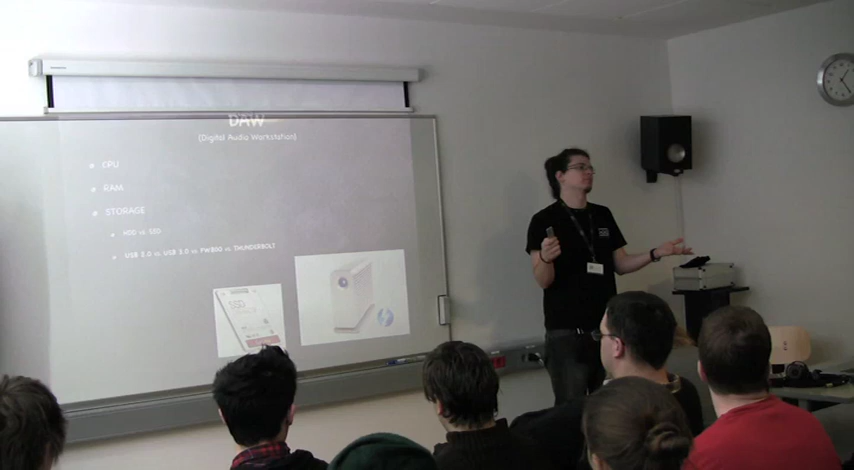 DAW
(Digital Audio Workstation)
CPU
RAM
STORAGE
HDD vs. SSD
USB 2.0 vs. USB 3.0 vs. FW800 vs. THUNDERBOLT
SSD